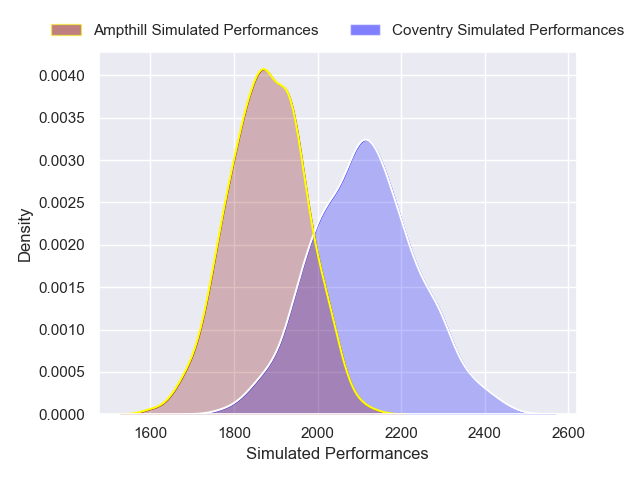 Ampthill Simulated Performances
Coventry Simulated Performances
0.0040
0.0035
0.0030
0.0025
0.0020
0.0015
0.0010
0.0005
0.0000
Density
1600 1800 2000 2200 2400 2600
Simulated Performances